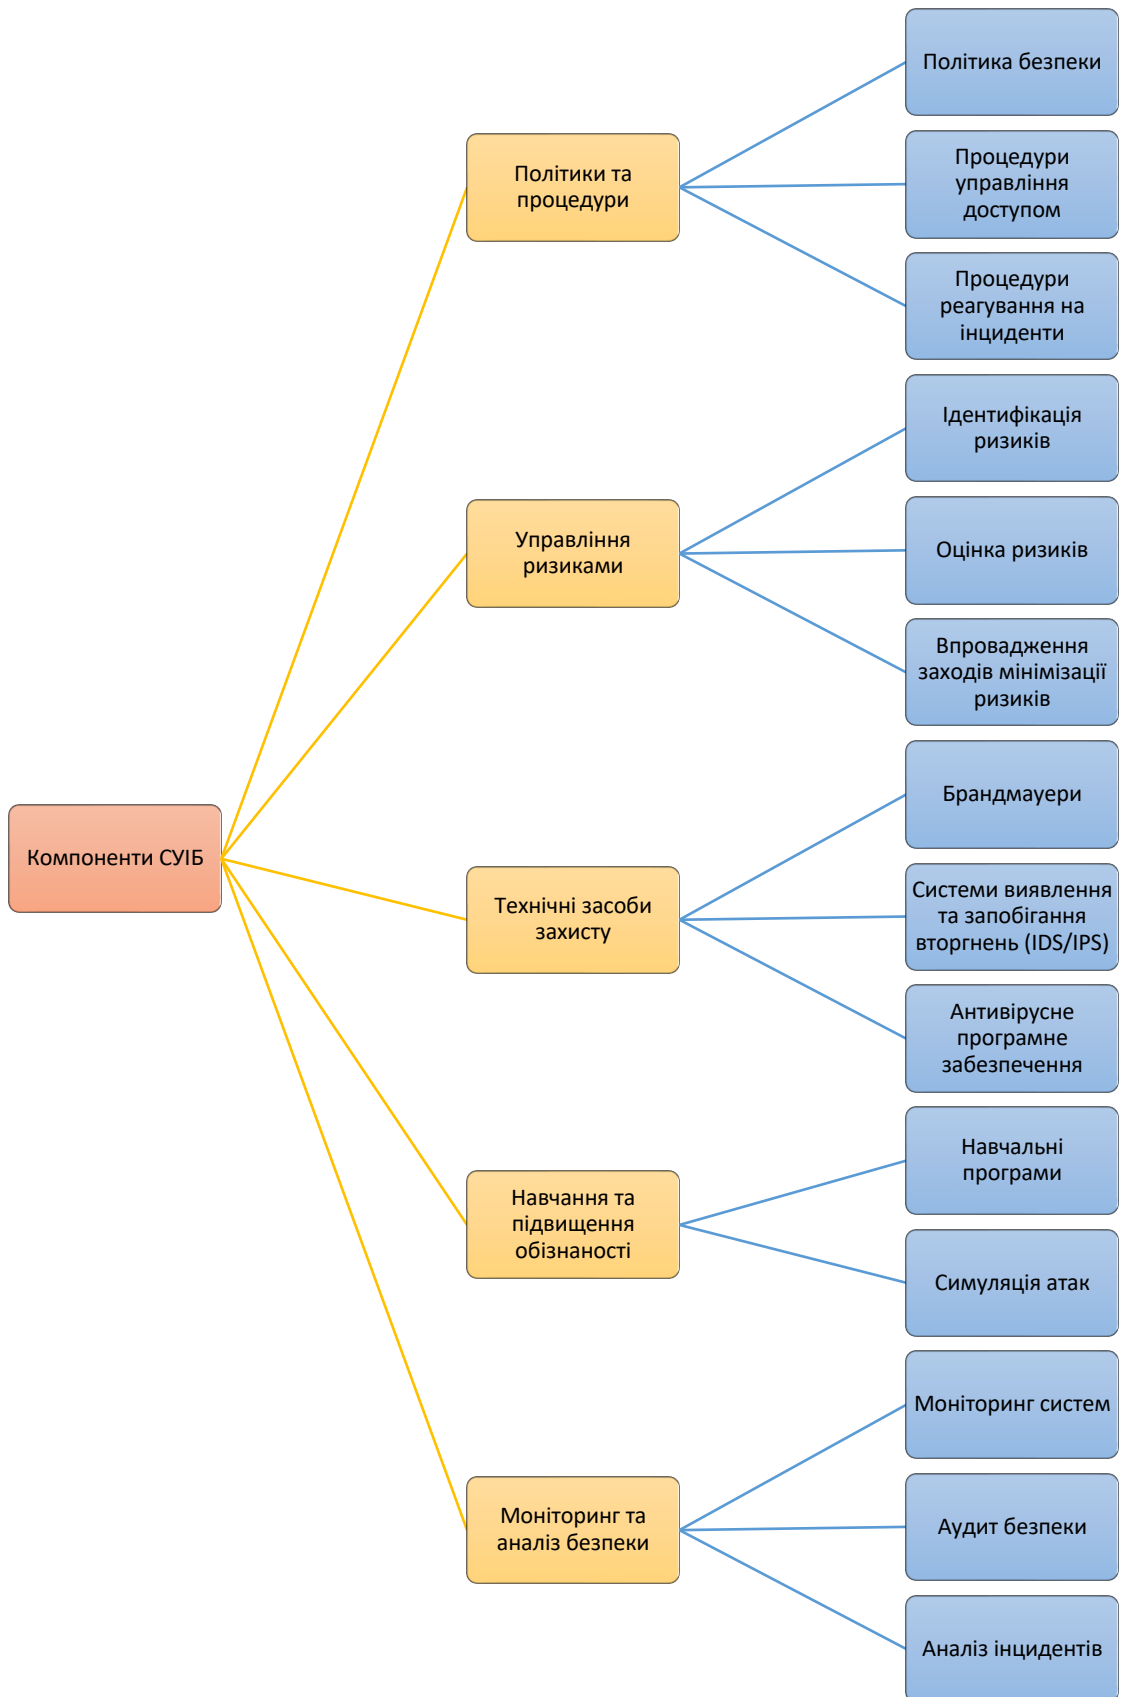 Компоненти СУІБ
Політики та
процедури
Політика безпеки
Процедури
управління
доступом
Процедури
реагування на
інциденти
Управління
ризиками
Ідентифікація
ризиків
Оцінка ризиків
Впровадження
заходів мінімізації
ризиків
Технічні засоби
захисту
Брандмауери
Системи виявлення
та запобігання
вторгнень (IDS/IPS)
Антивірусне
програмне
забезпечення
Навчання та
підвищення
обізнаності
Навчальні
програми
Симуляція атак
Моніторинг та
аналіз безпеки
Моніторинг систем
Аудит безпеки
Аналіз інцидентів